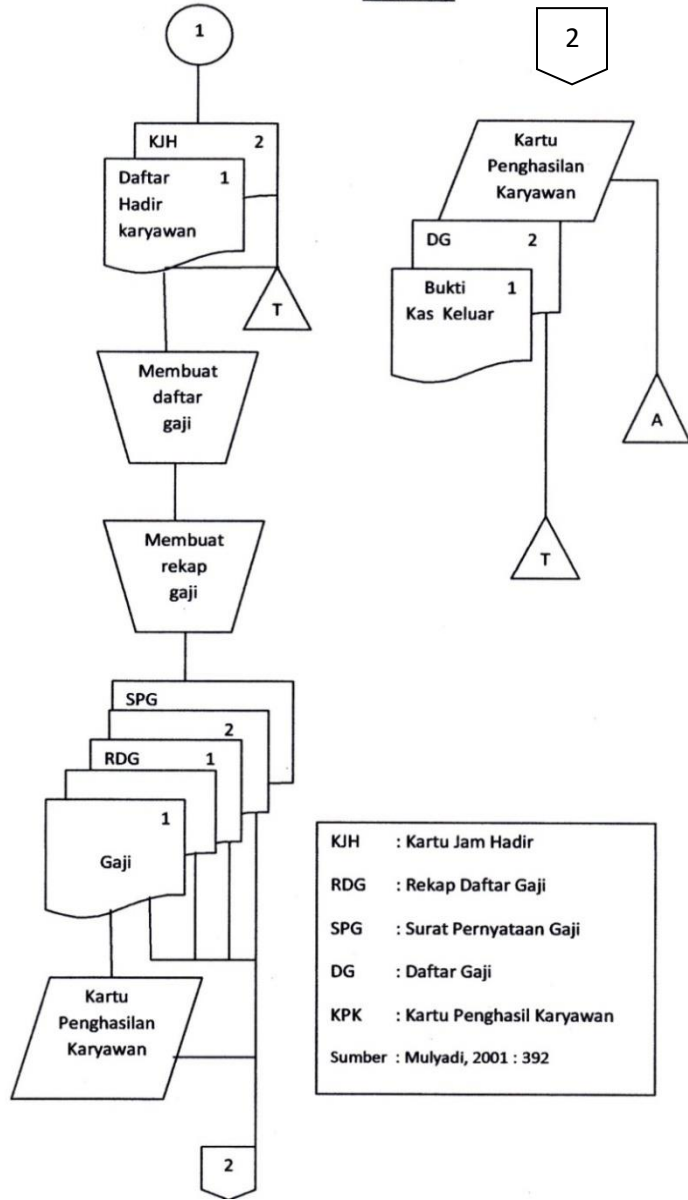 1
KJH 2
Daftar 1
Hadir
karyawan
T
Membuat
daftar
gaji
Membuat
rekap
gaji
SPG
2
RDG 1
1
Gaji
Kartu
Penghasilan
Karyawan
2
2
Kartu
Penghasilan
Karyawan
DG 2
Bukti 1
Kas Keluar
A
T
KJH : Kartu Jam Hadir
RDG : Rekap Daftar Gaji
SPG : Surat Pernyataan Gaji
DG : Daftar Gaji
KPK : Kartu Penghasil Karyawan
Sumber : Mulyadi, 2001 : 392